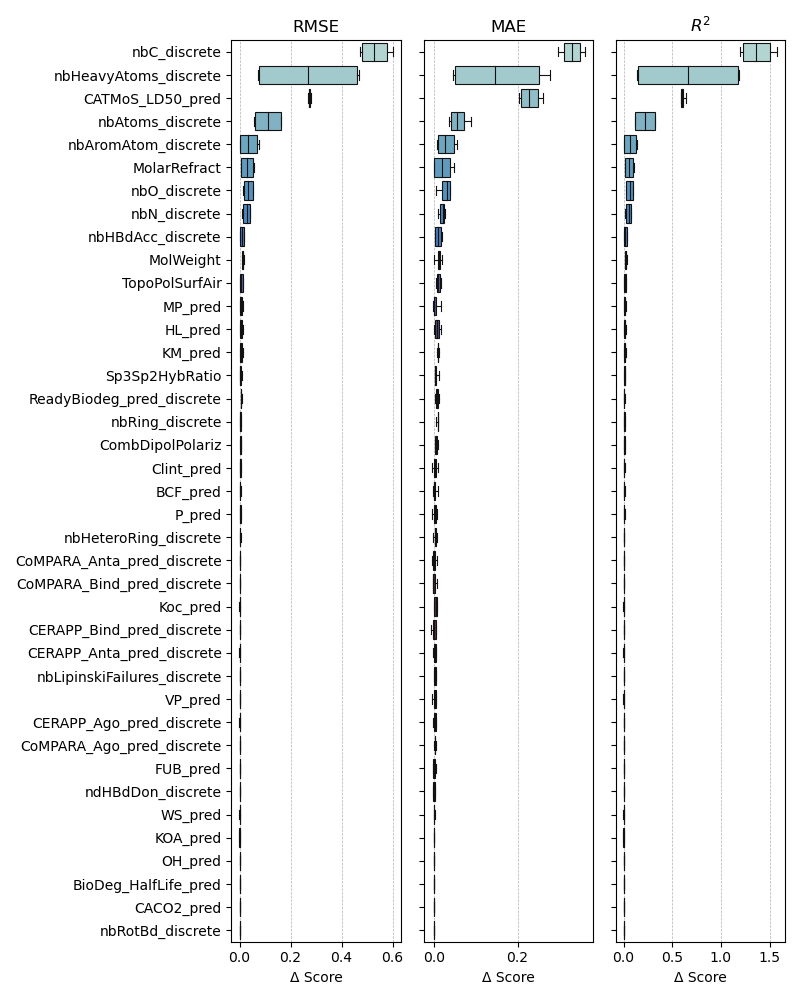 RMSE
MAE
R²
nbC_discrete
nbHeavyAtoms_discrete
CATMoS_LD50_pred
nbAtoms_discrete
nbAromAtom_discrete
MolarRefract
nbO_discrete
nbN_discrete
nbHBdAcc_discrete
MolWeight
TopoPolSurfAir
MP_pred
HL_pred
KM_pred
Sp3Sp2HybRatio
ReadyBiodeg_pred_discrete
nbRing_discrete
CombDipolPolariz
Clint_pred
BCF_pred
P_pred
nbHeteroRing_discrete
CoMPARA_Anta_pred_discrete
CoMPARA_Bind_pred_discrete
Koc_pred
CERAPP_Bind_pred_discrete
CERAPP_Anta_pred_discrete
nbLipinskiFailures_discrete
VP_pred
CERAPP_Ago_pred_discrete
CoMPARA_Ago_pred_discrete
FUB_pred
ndHBdDon_discrete
WS_pred
KOA_pred
OH_pred
BioDeg_HalfLife_pred
CACO2_pred
nbRotBd_discrete
0.0 0.2 0.4 0.6
0.0 0.2
0.0 0.5 1.0 1.5
Δ Score
Δ Score
Δ Score